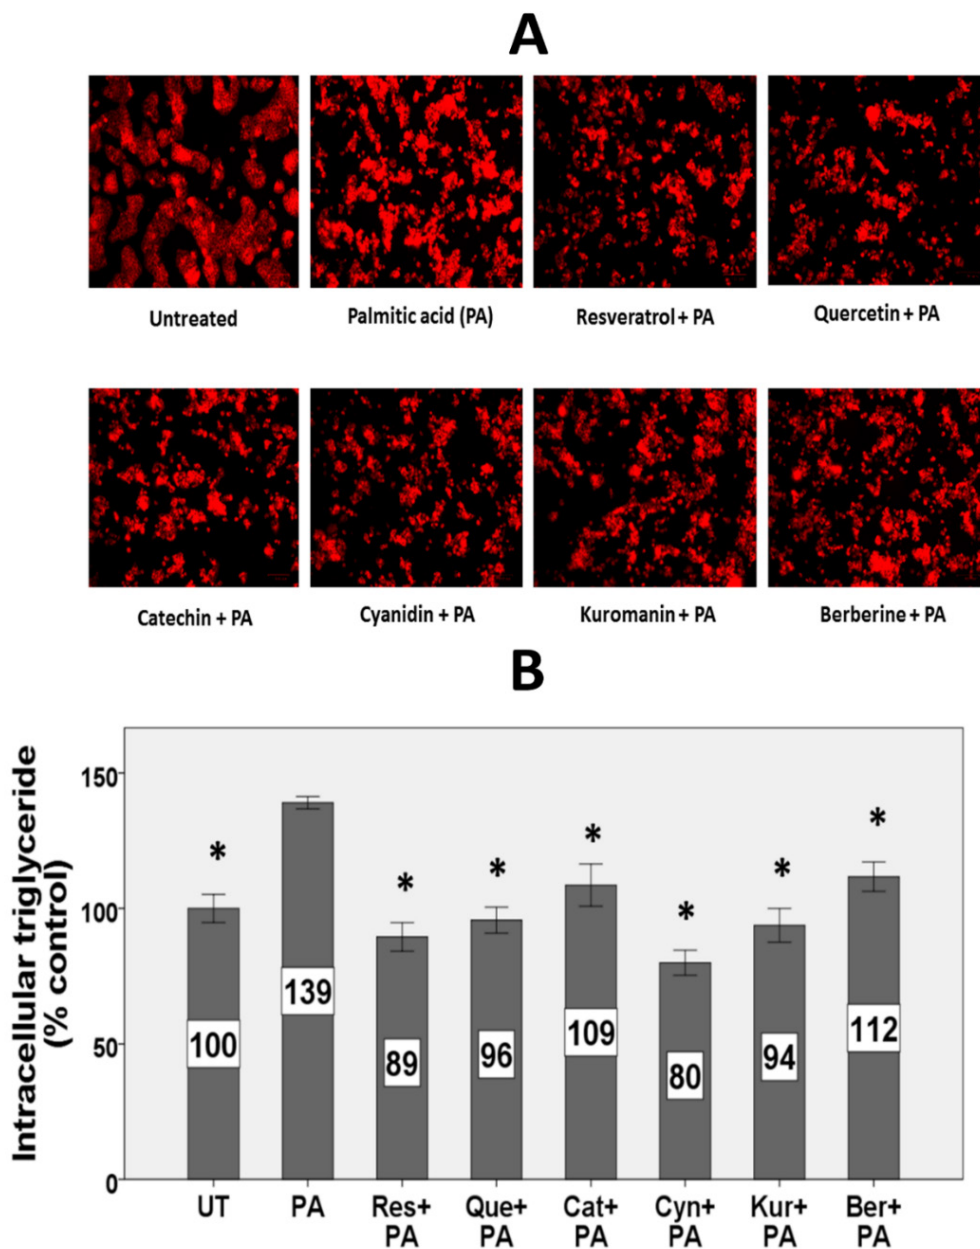 A
Untreated
Palmitic acid (PA)
Resveratrol + PA
Quercetin + PA
Catechin + PA
Cyanidin + PA
Kuromanin + PA
Berberine + PA
B
Intracellular triglyceride
(% control)
150
100
50
0
*
*
*
*
*
*
*
100
139
89
96
109
80
94
112
UT
PA
Res+
PA
Que+
PA
Cat+
PA
Cyn+
PA
Kur+
PA
Ber+
PA